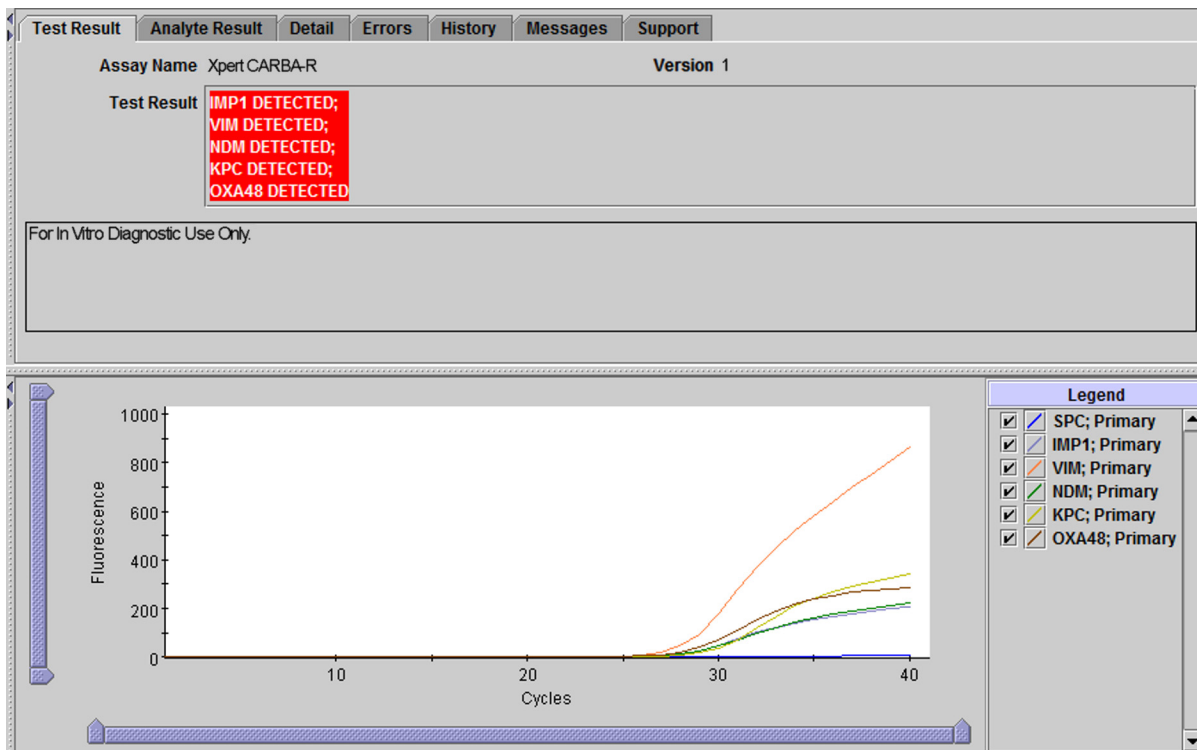 Test Result Analyte Result Detail Errors History Messages Support
Assay Name Xpert CARBA-R Version 1
Test Result IMP1 DETECTED;
VIM DETECTED;
NDM DETECTED;
KPC DETECTED;
OXA48 DETECTED
For In Vitro Diagnostic Use Only.
1000
800
600
400
200
0
Fluorescence
10 20 30 40
Cycles
Legend
SPC; Primary
IMP1; Primary
VIM; Primary
NDM; Primary
KPC; Primary
OXA48; Primary